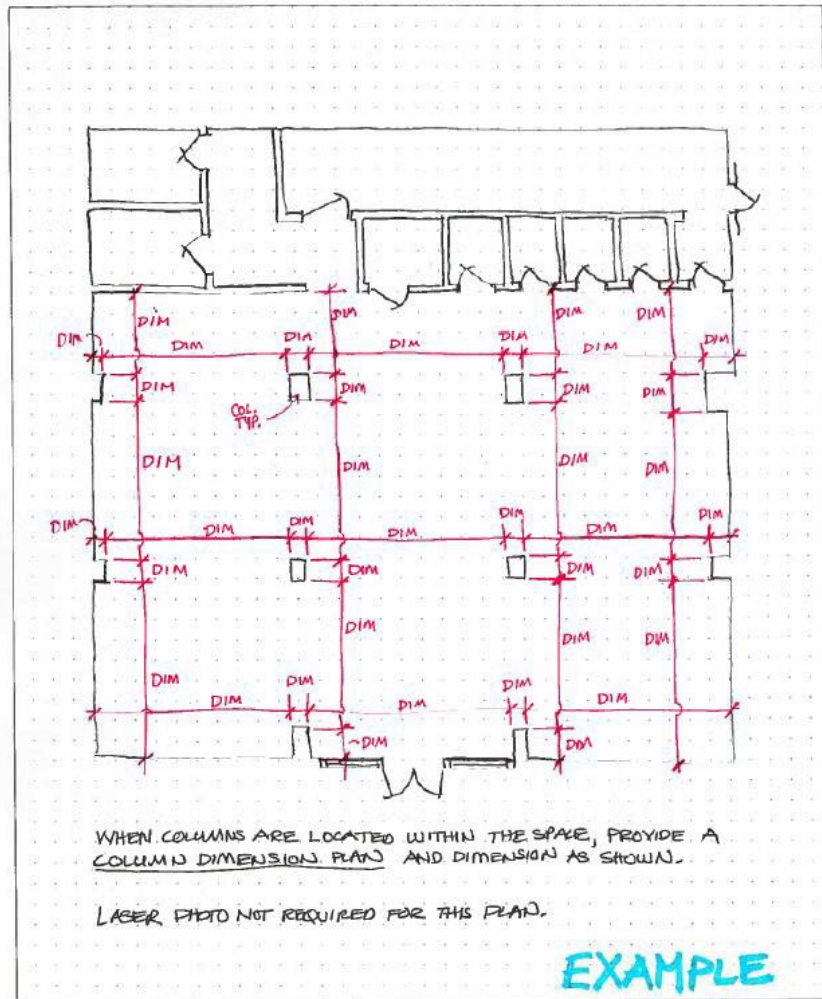 DIM DIM DIM DIM
DIM DIM DIM DIM DIM DIM DIM
DIM DIM DIM DIM
COL.
TYP.
DIM DIM DIM DIM
DIM DIM DIM DIM DIM DIM DIM
DIM DIM DIM DIM
DIM DIM DIM DIM
DIM DIM DIM DIM DIM
DIM DIM
WHEN COLUMNS ARE LOCATED WITHIN THE SPACE, PROVIDE A
COLUMN DIMENSION PLAN AND DIMENSION AS SHOWN.
LASER PHOTO NOT REQUIRED FOR THIS PLAN.
EXAMPLE